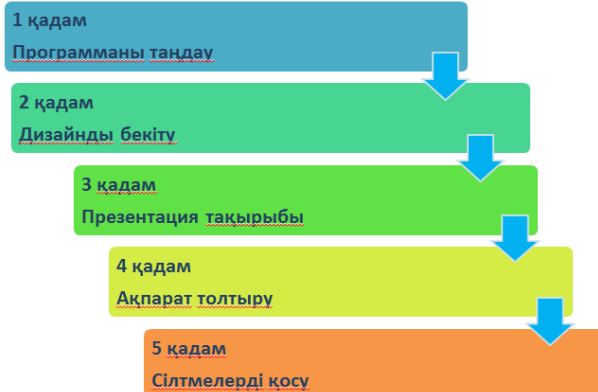 1 қадам
Программаны таңдау
2 қадам
Дизайнды бекіту
3 қадам
Презентация тақырыбы
4 қадам
Ақпарат толтыру
5 қадам
Сілтмелерді қосу